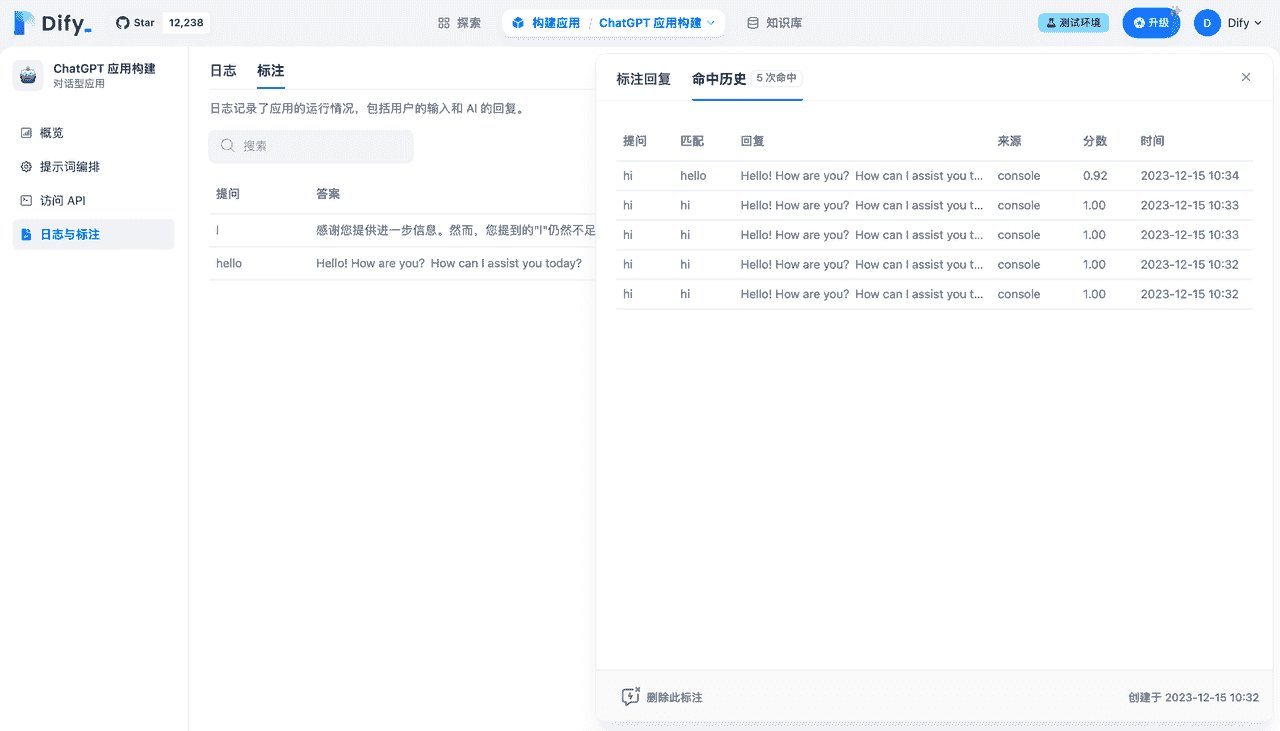 Dify_ Star 12,238 探索 构建应用 / ChatGPT 应用构建 知识库 测试环境 升级 D Dify
ChatGPT 应用构建
对话型应用
概览
提示词编排
访问 API
日志与标注
日志 标注
日志记录了应用的运行情况，包括用户的输入和 AI 的回复。
搜索
提问 答案
l 感谢您提供进一步信息。然而，您提到的"l"仍然不足
hello Hello! How are you? How can I assist you today?
标注回复 命中历史 5 次命中
提问 匹配 回复 来源 分数 时间
hi hello Hello! How are you? How can I assist you t... console 0.92 2023-12-15 10:34
hi hi Hello! How are you? How can I assist you t... console 1.00 2023-12-15 10:33
hi hi Hello! How are you? How can I assist you t... console 1.00 2023-12-15 10:33
hi hi Hello! How are you? How can I assist you t... console 1.00 2023-12-15 10:32
hi hi Hello! How are you? How can I assist you t... console 1.00 2023-12-15 10:32
删除此标注 创建于 2023-12-15 10:32